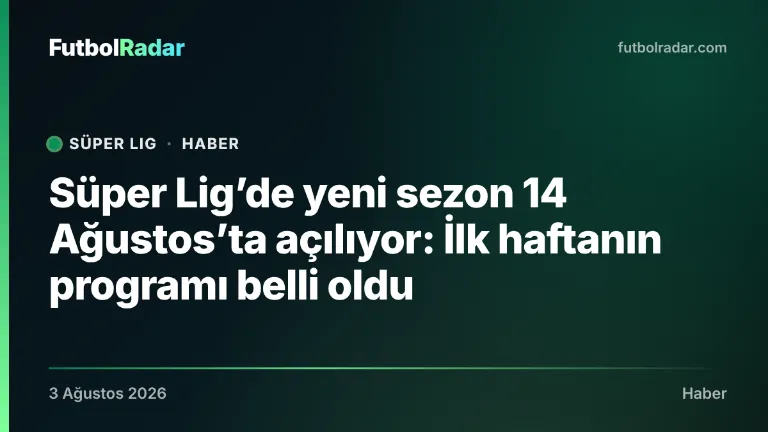 FutbolRadar
futbolradar.com
SÜPER LIG · HABER
Süper Lig’de yeni sezon 14
Ağustos’ta açılıyor: İlk haftanın
programı belli oldu
3 Ağustos 2026
Haber